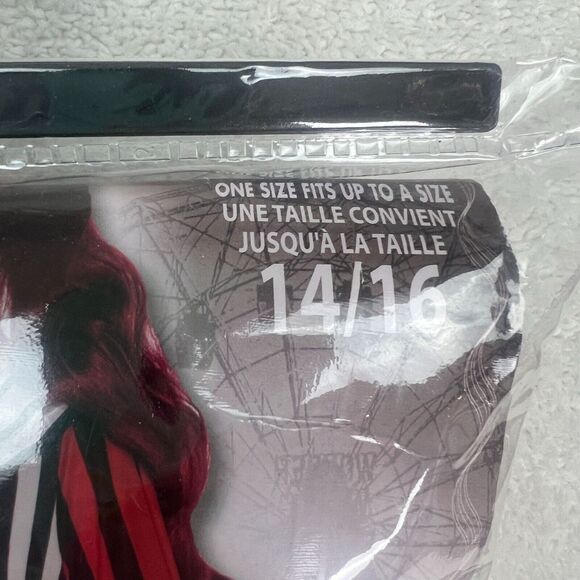 ONE SIZE FITS UP TO A SIZE
UNE TAILLE CONVIENT
JUSQU'À LA TAILLE
14/16